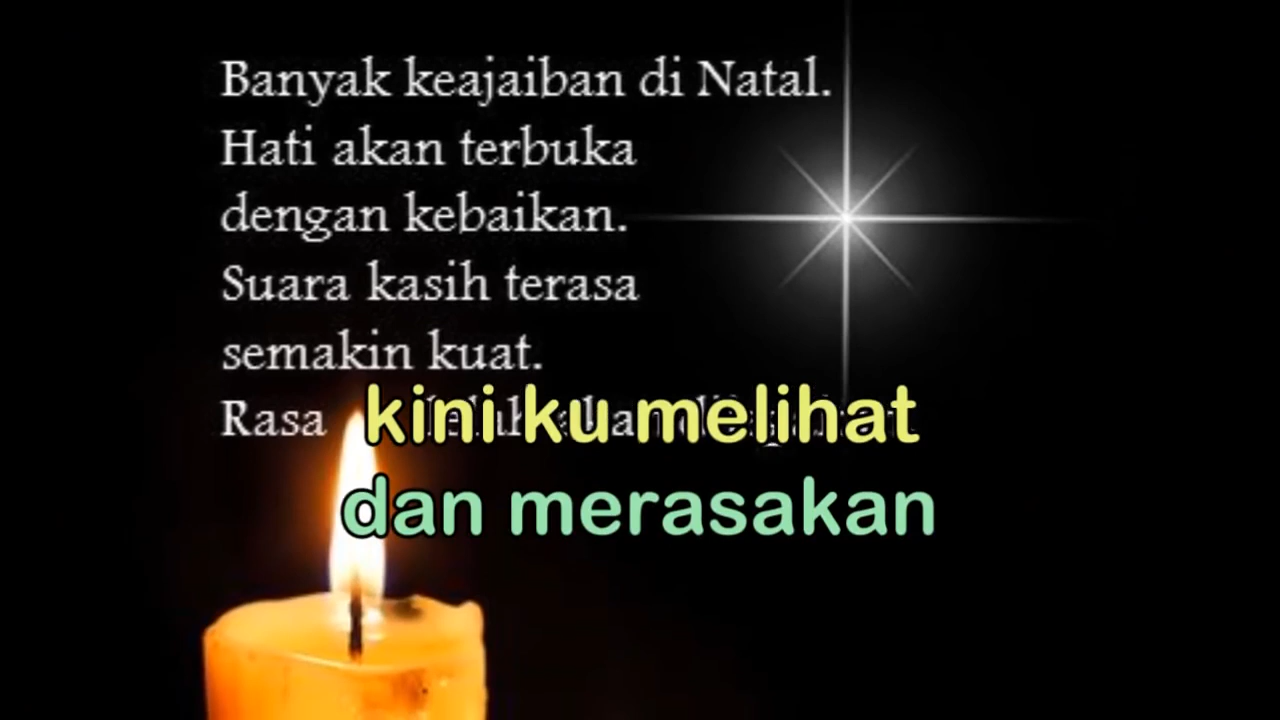 Banyak keajaiban di Natal.
Hati akan terbuka
dengan kebaikan.
Suara kasih terasa
semakin kuat.
Rasa
kini ku melihat
dan merasakan